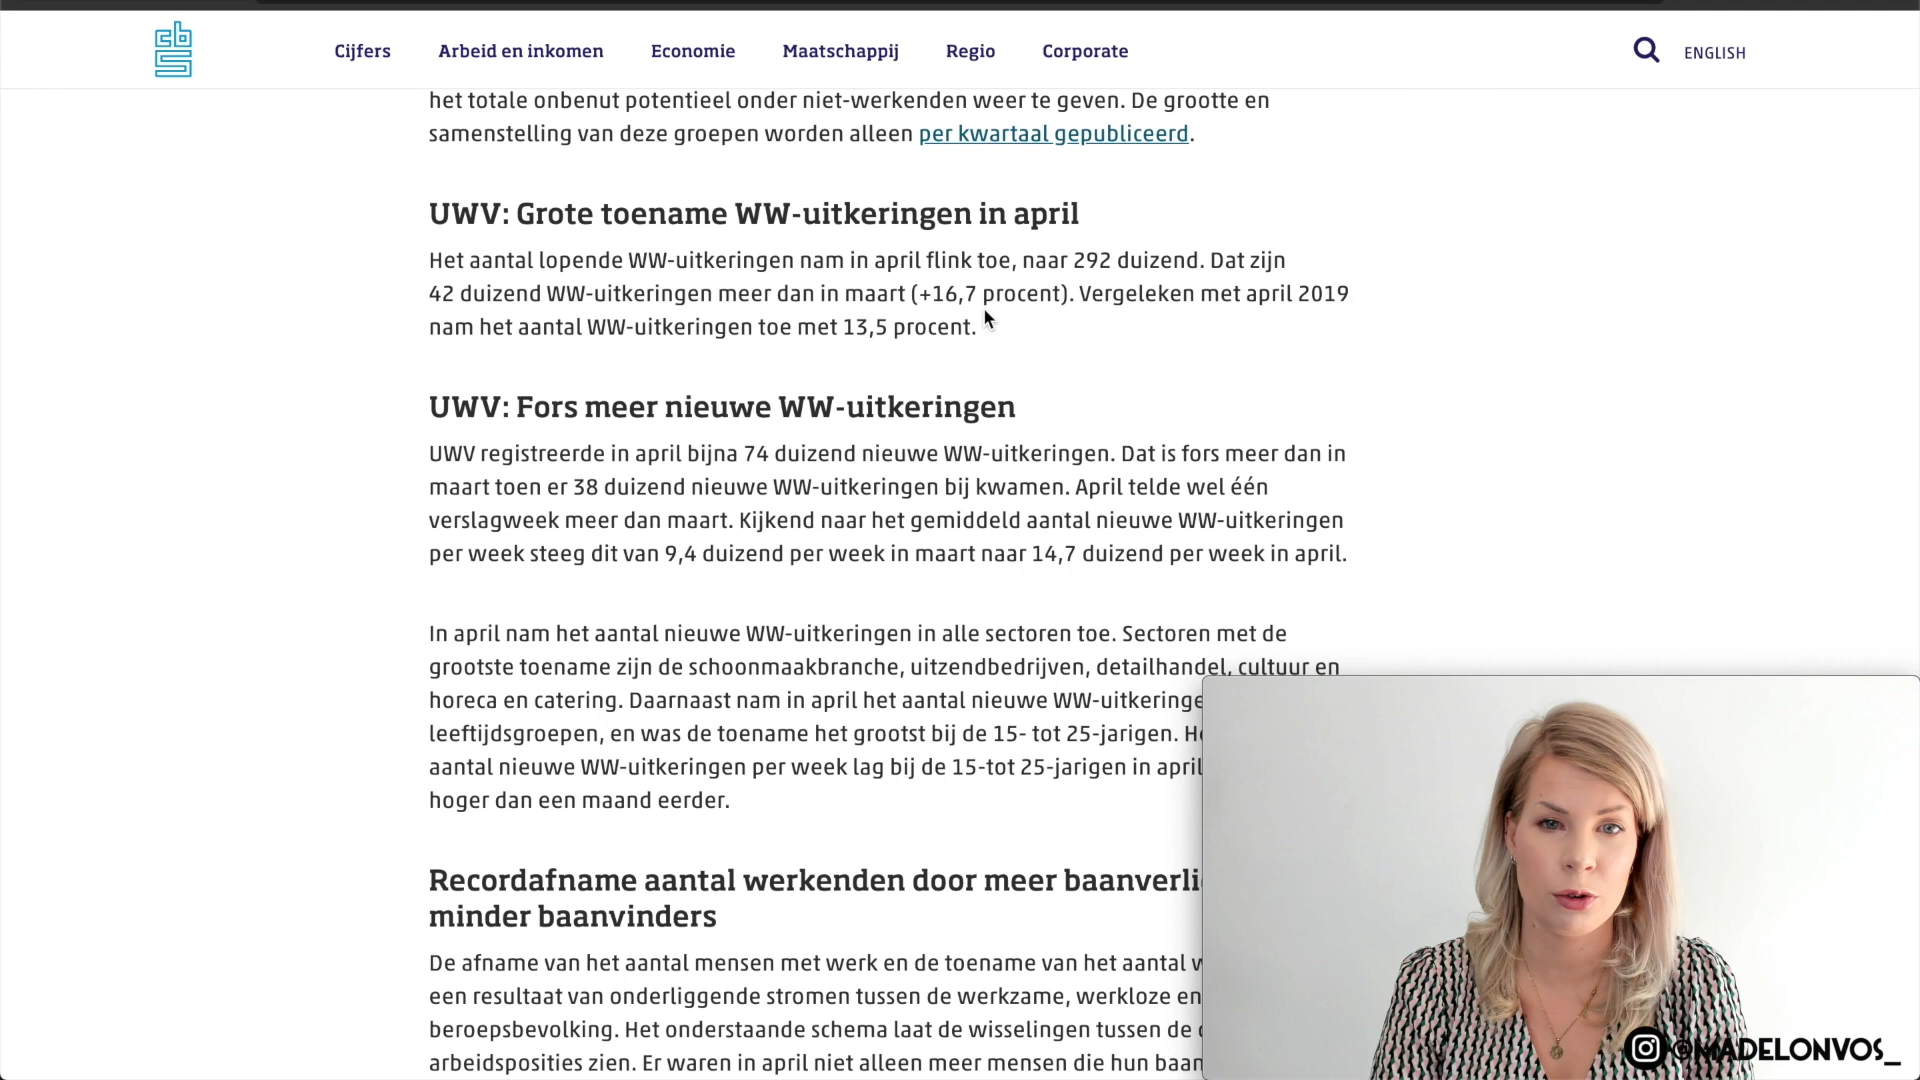 cbs
Cijfers
Arbeid en inkomen
Economie
Maatschappij
Regio
Corporate
ENGLISH
het totale onbenut potentieel onder niet-werkenden weer te geven. De grootte en
samenstelling van deze groepen worden alleen per kwartaal gepubliceerd.
UWV: Grote toename WW-uitkeringen in april
Het aantal lopende WW-uitkeringen nam in april flink toe, naar 292 duizend. Dat zijn
42 duizend WW-uitkeringen meer dan in maart (+16,7 procent). Vergeleken met april 2019
nam het aantal WW-uitkeringen toe met 13,5 procent.
UWV: Fors meer nieuwe WW-uitkeringen
UWV registreerde in april bijna 74 duizend nieuwe WW-uitkeringen. Dat is fors meer dan in
maart toen er 38 duizend nieuwe WW-uitkeringen bij kwamen. April telde wel één
verslagweek meer dan maart. Kijkend naar het gemiddeld aantal nieuwe WW-uitkeringen
per week steeg dit van 9,4 duizend per week in maart naar 14,7 duizend per week in april.
In april nam het aantal nieuwe WW-uitkeringen in alle sectoren toe. Sectoren met de
grootste toename zijn de schoonmaakbranche, uitzendbedrijven, detailhandel, cultuur en
horeca en catering. Daarnaast nam in april het aantal nieuwe WW-uitkeringe
leeftijdsgroepen, en was de toename het grootst bij de 15- tot 25-jarigen. H
aantal nieuwe WW-uitkeringen per week lag bij de 15-tot 25-jarigen in april
hoger dan een maand eerder.
Recordafname aantal werkenden door meer baanverli
minder baanvinders
De afname van het aantal mensen met werk en de toename van het aantal w
een resultaat van onderliggende stromen tussen de werkzame, werkloze en
beroepsbevolking. Het onderstaande schema laat de wisselingen tussen de
arbeidsposities zien. Er waren in april niet alleen meer mensen die hun baan
@MADELONVOS_